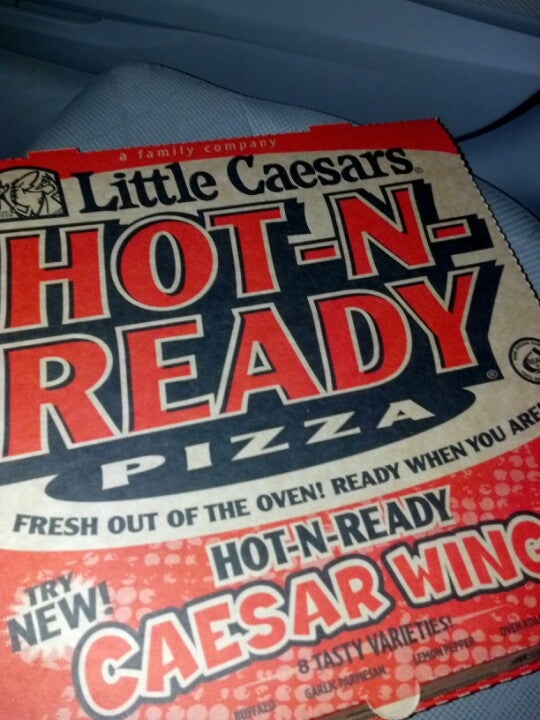 a family company
Little Caesars®
HOT-N-
READY®
PIZZA
FRESH OUT OF THE OVEN! READY WHEN YOU ARE
HOT-N-READY
TRY
NEW!
CAESAR WING
8 TASTY VARIETIES!
BUFFALO GARLIC PARMESAN LEMON PEPPER